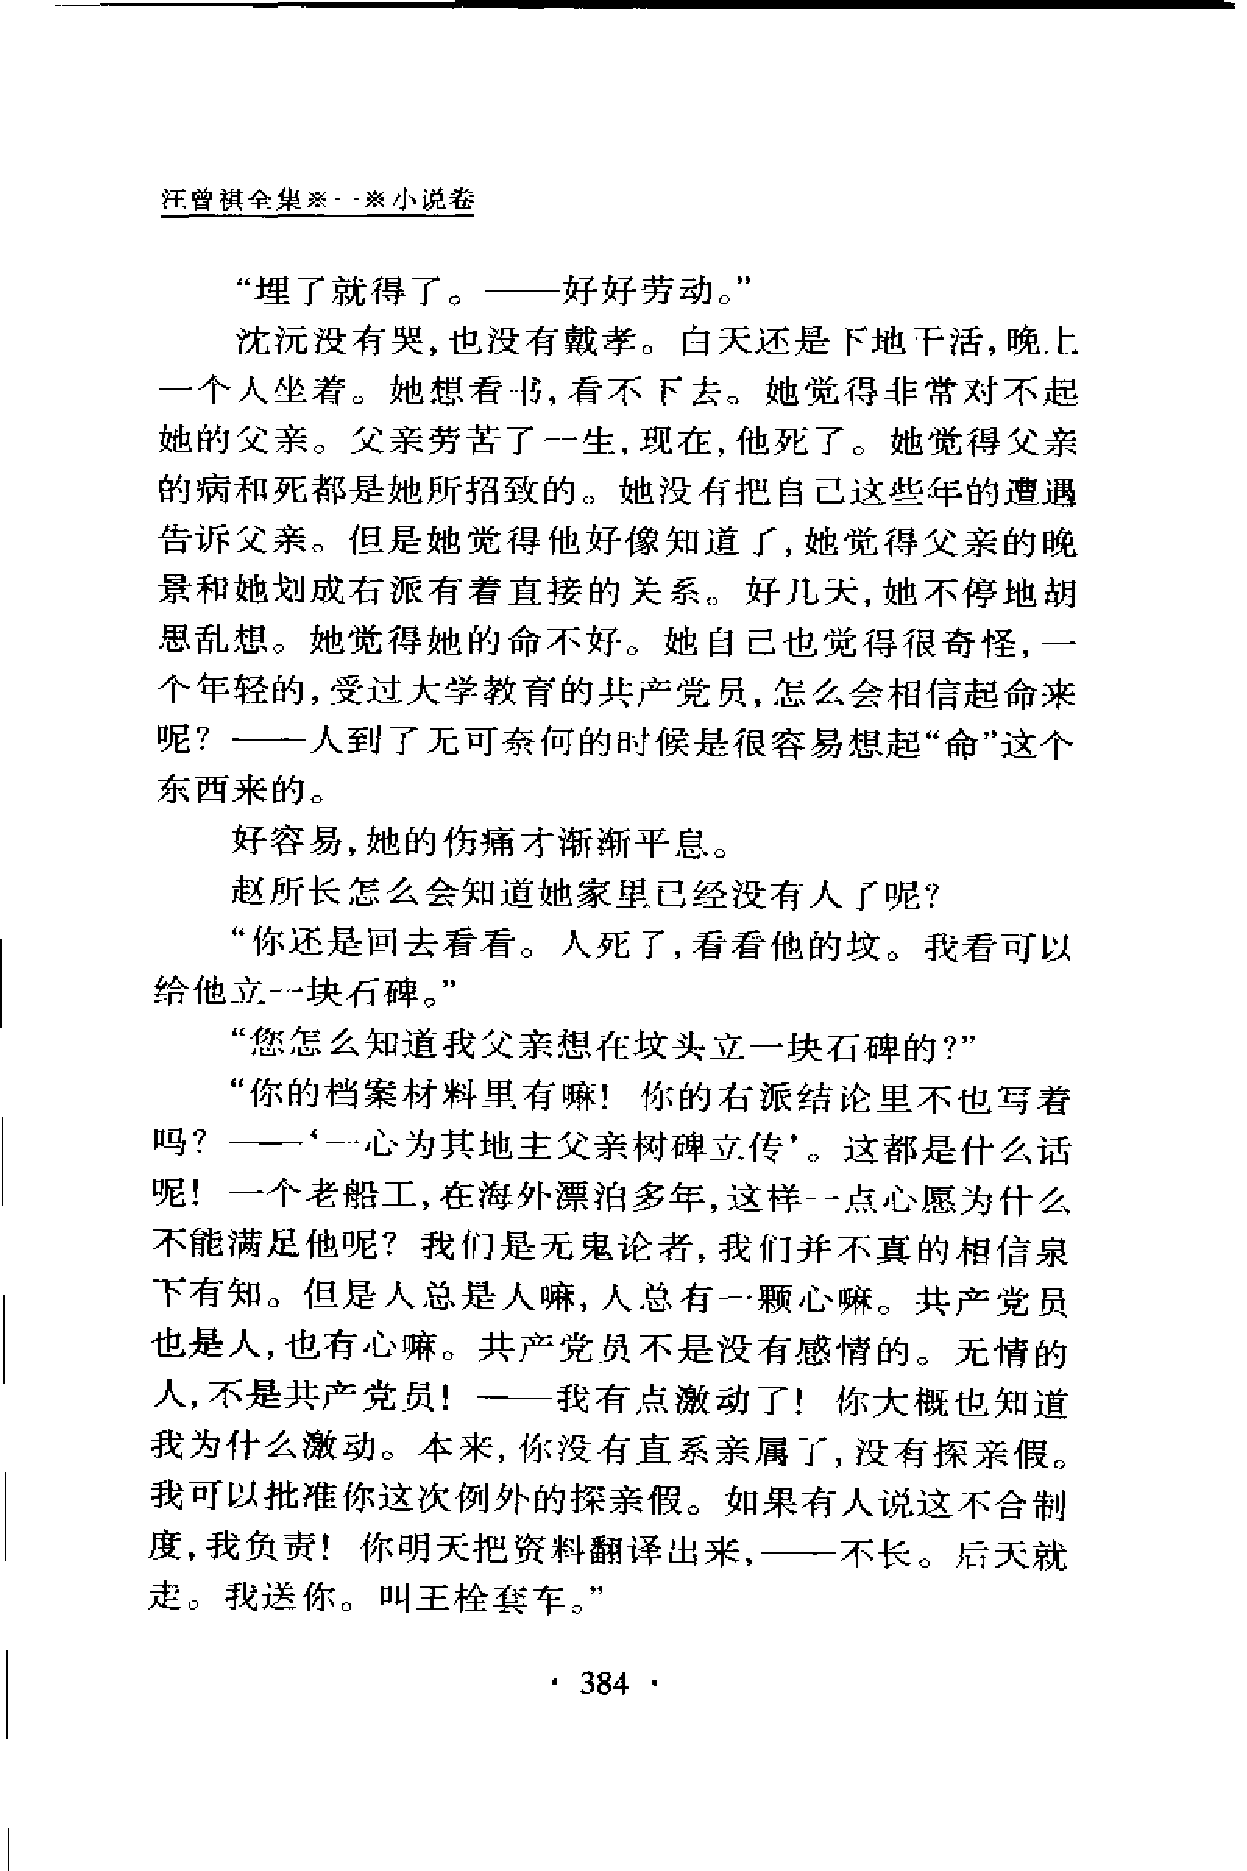 汪曾祺全集※一※小说卷
“埋了就得了。——好好劳动。”
沈沅没有哭，也没有戴孝。白天还是下地干活，晚上
一个人坐着。她想看书，看不下去。她觉得非常对不起
她的父亲。父亲劳苦了一生，现在，他死了。她觉得父亲
的病和死都是她所招致的。她没有把自己这些年的遭遇
告诉父亲。但是她觉得他好像知道了，她觉得父亲的晚
景和她划成右派有着直接的关系。好几天，她不停地胡
思乱想。她觉得她的命不好。她自己也觉得很奇怪，一
个年轻的，受过大学教育的共产党员，怎么会相信起命来
呢？——人到了无可奈何的时候是很容易想起“命”这个
东西来的。
好容易，她的伤痛才渐渐平息。
赵所长怎么会知道她家里已经没有人了呢？
“你还是回去看看。人死了，看看他的坟。我看可以
给他立一块石碑。”
“您怎么知道我父亲想在坟头立一块石碑的？”
“你的档案材料里有嘛！你的右派结论里不也写着
吗？——‘一心为其地主父亲树碑立传’。这都是什么话
呢！一个老船工，在海外漂泊多年，这样一点心愿为什么
不能满足他呢？我们是无鬼论者，我们并不真的相信泉
下有知。但是人总是人嘛，人总有一颗心嘛。共产党员
也是人，也有心嘛。共产党员不是没有感情的。无情的
人，不是共产党员！——我有点激动了！你大概也知道
我为什么激动。本来，你没有直系亲属了，没有探亲假。
我可以批准你这次例外的探亲假。如果有人说这不合制
度，我负责！你明天把资料翻译出来，——不长。后天就
走。我送你。叫王栓套车。”
· 384 ·